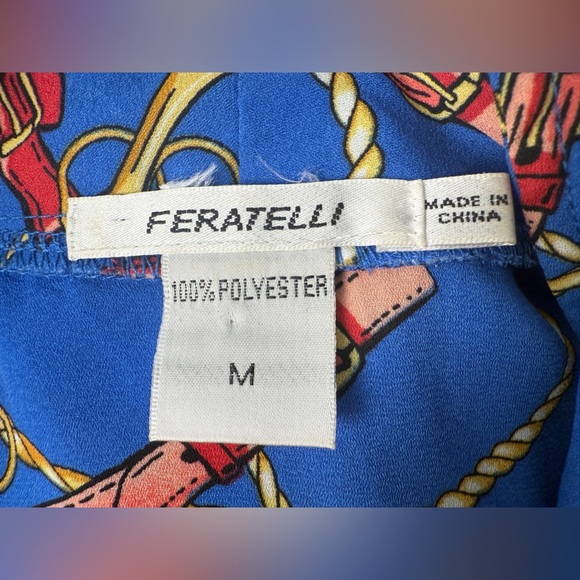 FERATELLI
MADE IN
CHINA
100% POLYESTER
M